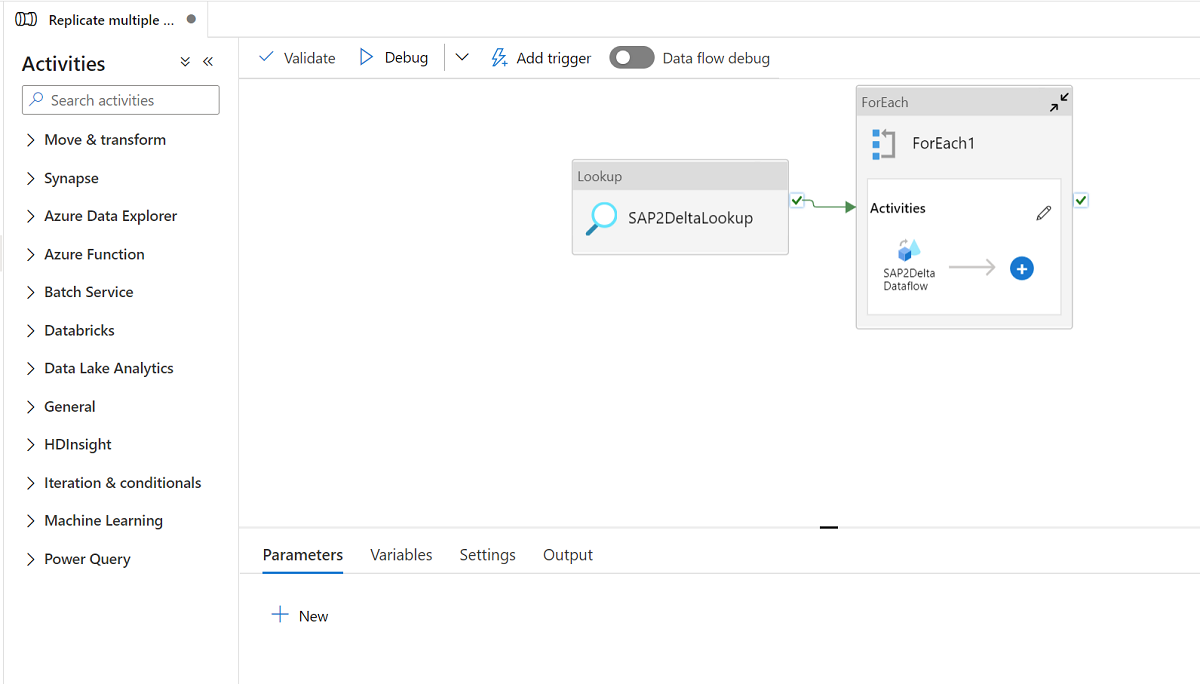 Replicate multiple ...
Activities
Search activities
Move & transform
Synapse
Azure Data Explorer
Azure Function
Batch Service
Databricks
Data Lake Analytics
General
HDInsight
Iteration & conditionals
Machine Learning
Power Query
Validate
Debug
Add trigger
Data flow debug
Lookup
SAP2DeltaLookup
ForEach
ForEach1
Activities
SAP2Delta
Dataflow
Parameters
Variables
Settings
Output
New